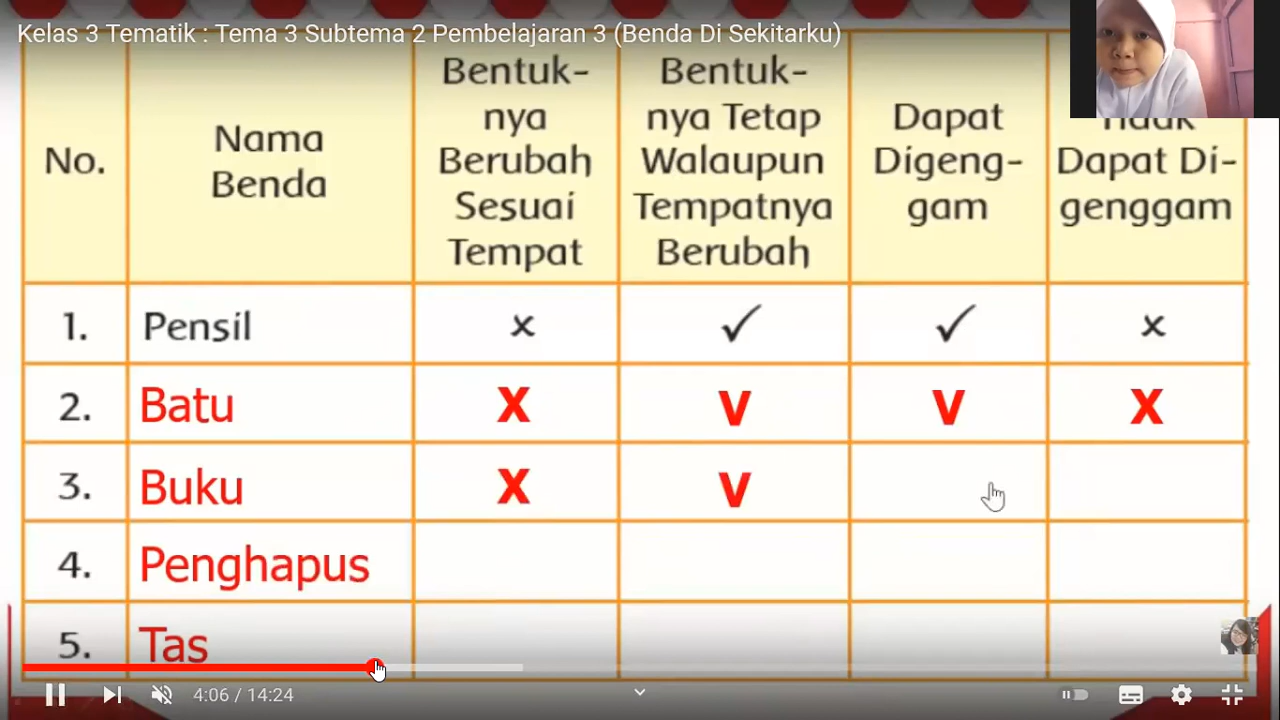 Kelas 3 Tematik : Tema 3 Subtema 2 Pembelajaran 3 (Benda Di Sekitarku)
No.
Nama
Benda
Bentuk-
nya
Berubah
Sesuai
Tempat
Bentuk-
nya Tetap
Walaupun
Tempatnya
Berubah
Dapat
Digeng-
gam
Tidak
Dapat Di-
genggam
1. Pensil x ✓ ✓ x
2. Batu X V V X
3. Buku X V
4. Penghapus
5. Tas
4:06 / 14:24